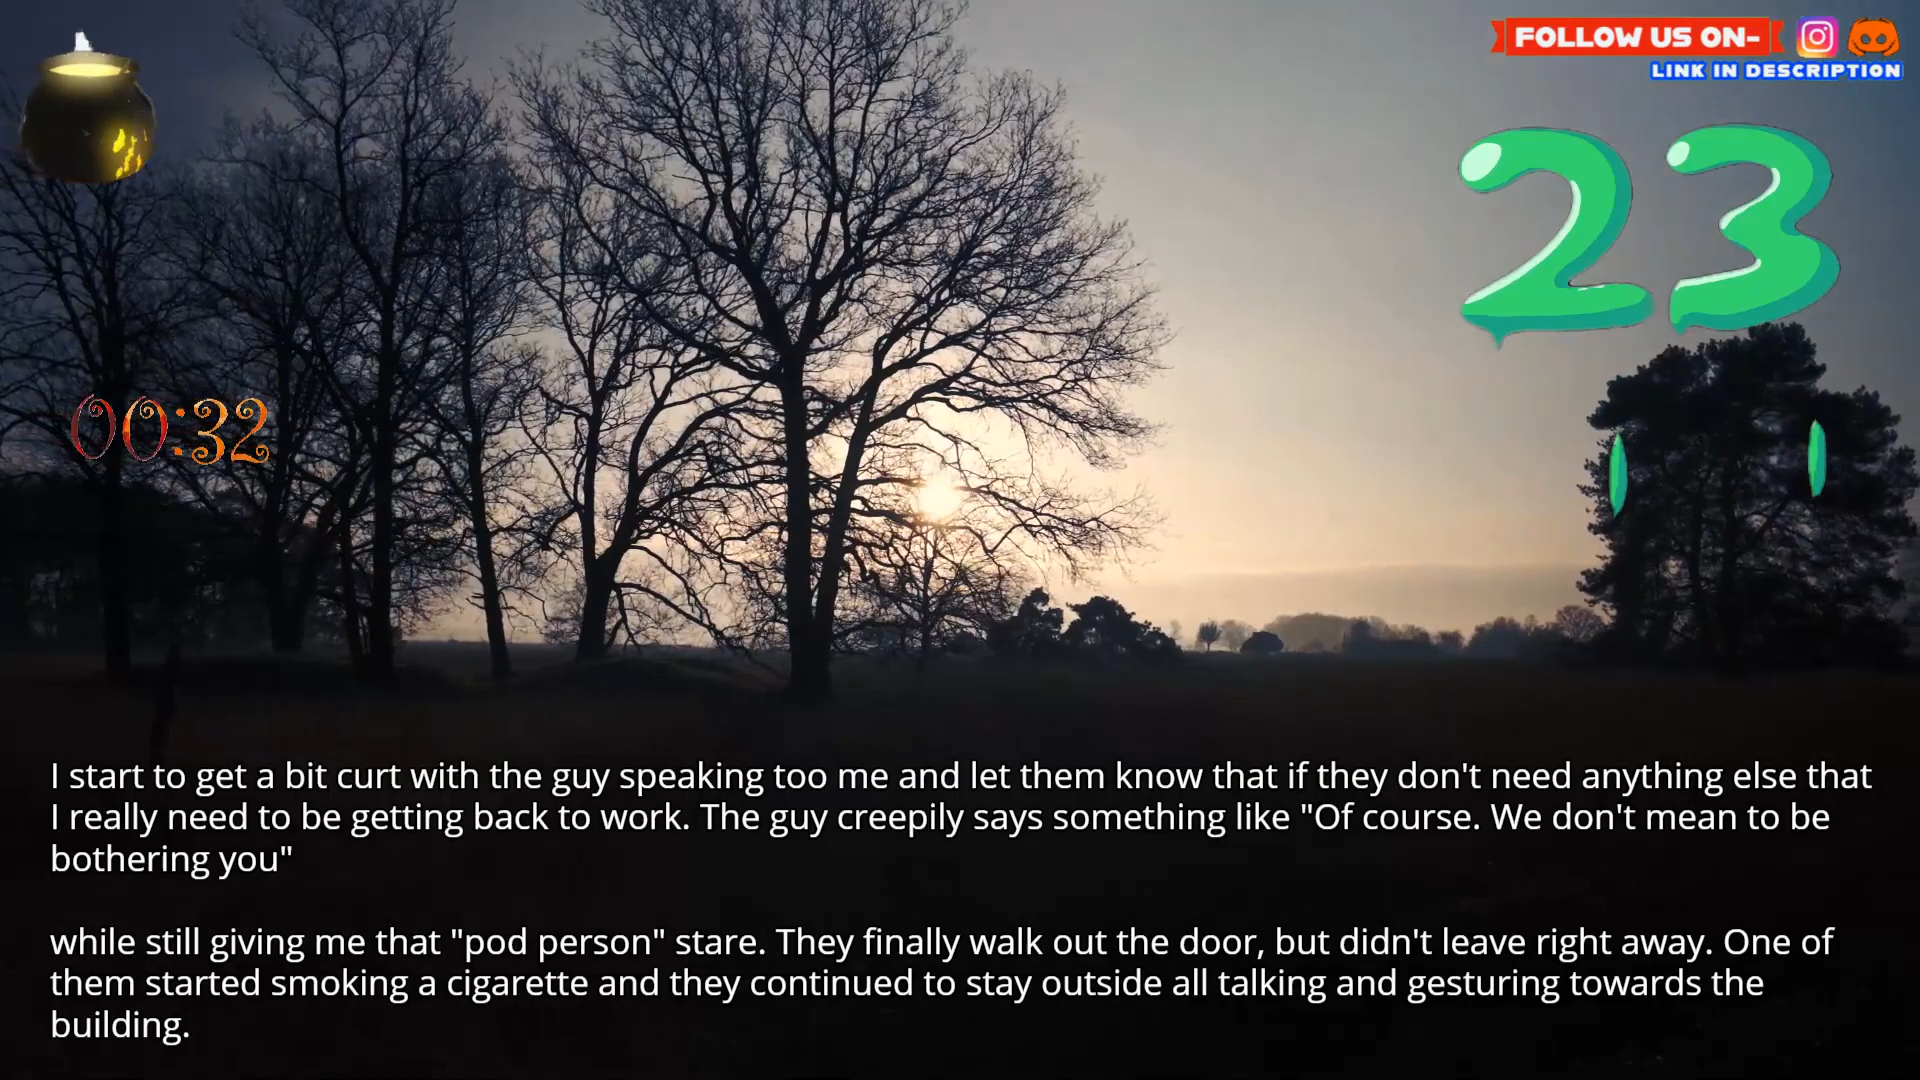 FOLLOW US ON-
LINK IN DESCRIPTION
23
00:32
I start to get a bit curt with the guy speaking too me and let them know that if they don't need anything else that
I really need to be getting back to work. The guy creepily says something like "Of course. We don't mean to be
bothering you"
while still giving me that "pod person" stare. They finally walk out the door, but didn't leave right away. One of
them started smoking a cigarette and they continued to stay outside all talking and gesturing towards the
building.